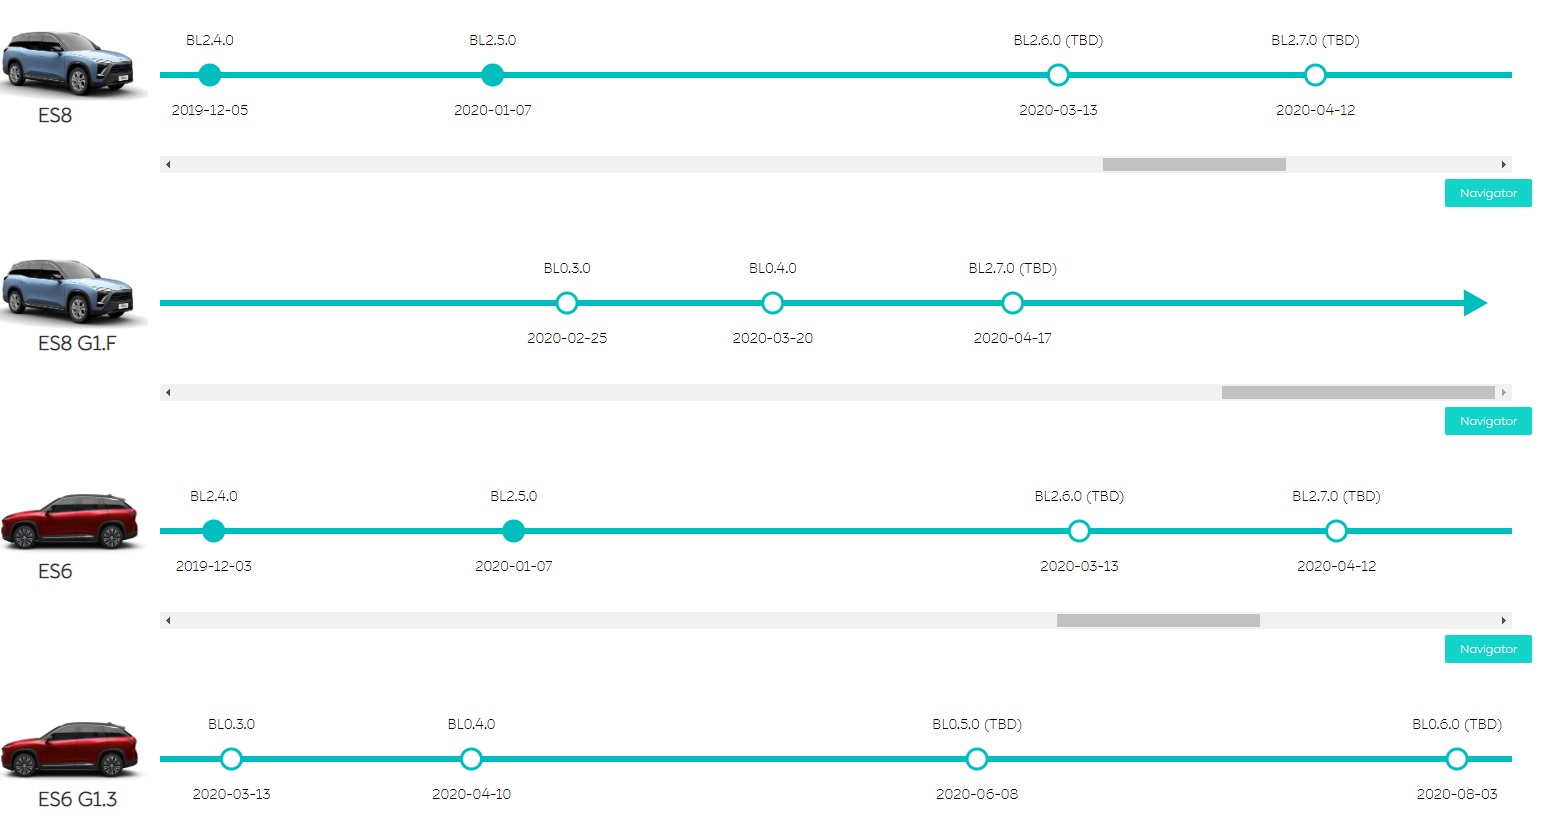 BL2.4.0 BL2.5.0 BL2.6.0 (TBD) BL2.7.0 (TBD)
2019-12-05 2020-01-07 2020-03-13 2020-04-12
ES8
Navigator
BL0.3.0 BL0.4.0 BL2.7.0 (TBD)
2020-02-25 2020-03-20 2020-04-17
ES8 G1.F
Navigator
BL2.4.0 BL2.5.0 BL2.6.0 (TBD) BL2.7.0 (TBD)
2019-12-03 2020-01-07 2020-03-13 2020-04-12
ES6
Navigator
BL0.3.0 BL0.4.0 BL0.5.0 (TBD) BL0.6.0 (TBD)
2020-03-13 2020-04-10 2020-06-08 2020-08-03
ES6 G1.3